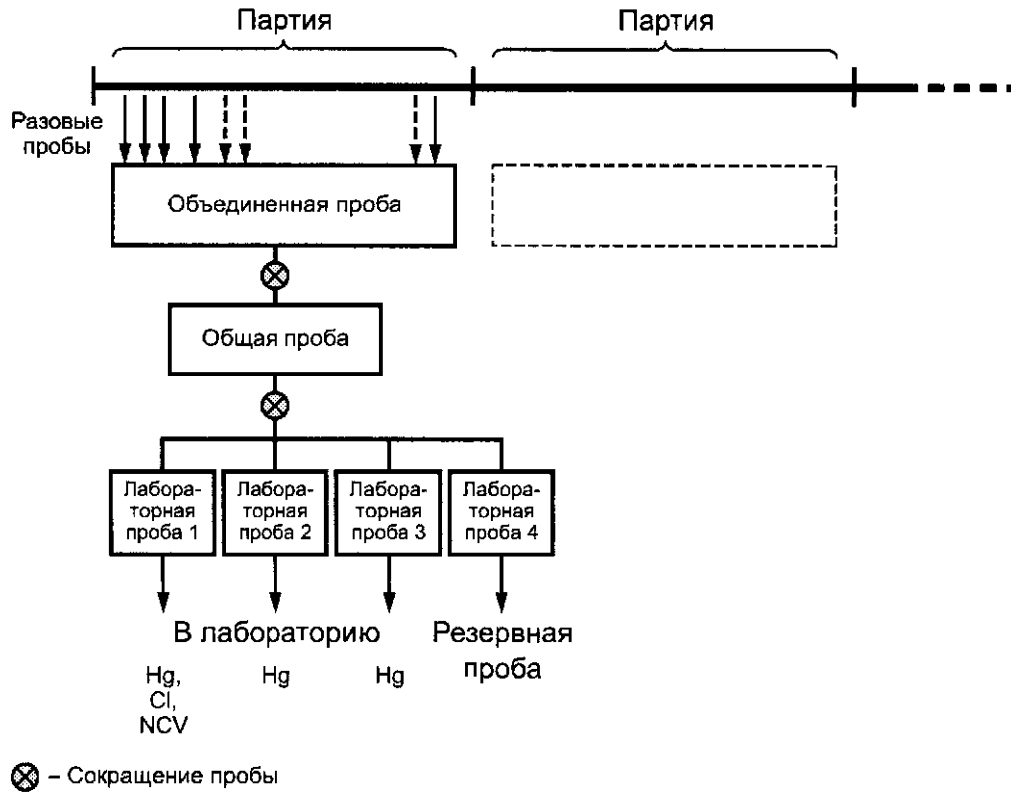 Партия
Партия
Разовые
пробы
Объединенная проба
Общая проба
Лабора-
торная
проба 1
Лабора-
торная
проба 2
Лабора-
торная
проба 3
Лабора-
торная
проба 4
В лабораторию
Резервная
проба
Hg,
Cl,
NCV
Hg
Hg
– Сокращение пробы